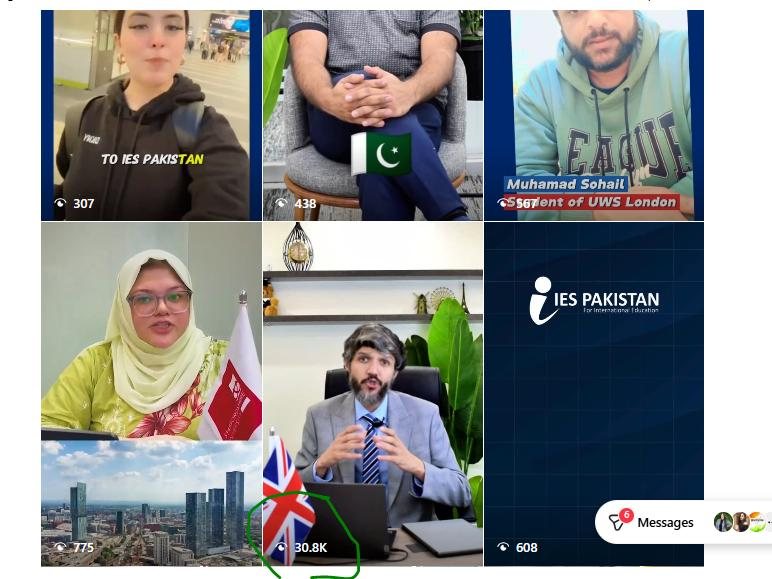 TO IES PAKISTAN
307
438
EAGUE
Muhamad Sohail
567
Student of UWS London
IES PAKISTAN
For International Education
775
30.8K
608
6
Messages